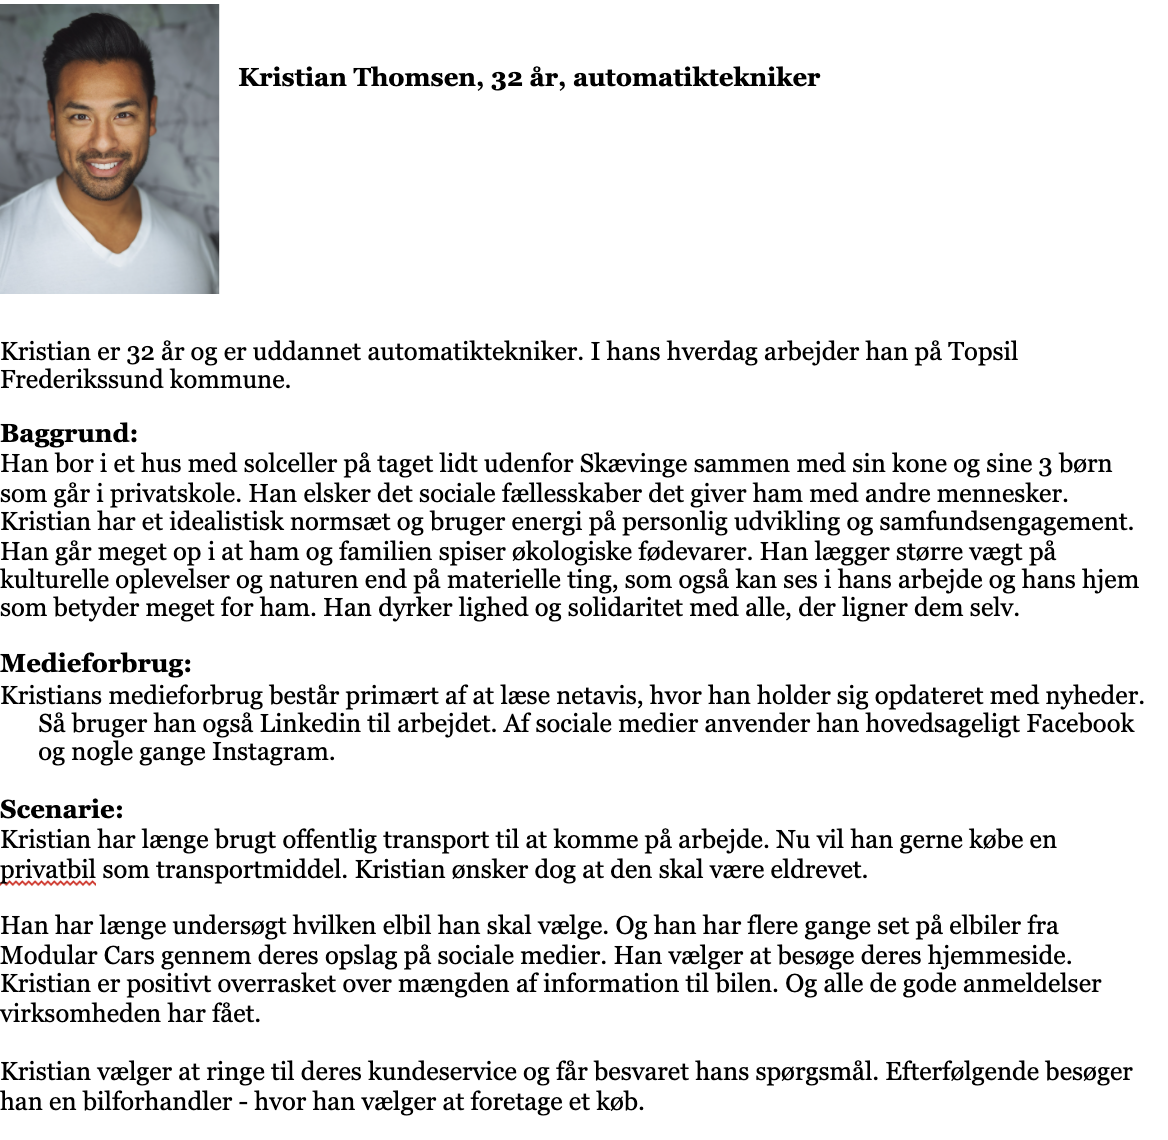 Kristian Thomsen, 32 år, automatiktekniker
Kristian er 32 år og er uddannet automatiktekniker. I hans hverdag arbejder han på Topsil
Frederikssund kommune.
Baggrund:
Han bor i et hus med solceller på taget lidt udenfor Skævinge sammen med sin kone og sine 3 børn
som går i privatskole. Han elsker det sociale fællesskaber det giver ham med andre mennesker.
Kristian har et idealistisk normsæt og bruger energi på personlig udvikling og samfundsengagement.
Han går meget op i at ham og familien spiser økologiske fødevarer. Han lægger større vægt på
kulturelle oplevelser og naturen end på materielle ting, som også kan ses i hans arbejde og hans hjem
som betyder meget for ham. Han dyrker lighed og solidaritet med alle, der ligner dem selv.
Medieforbrug:
Kristians medieforbrug består primært af at læse netavis, hvor han holder sig opdateret med nyheder.
Så bruger han også Linkedin til arbejdet. Af sociale medier anvender han hovedsageligt Facebook
og nogle gange Instagram.
Scenarie:
Kristian har længe brugt offentlig transport til at komme på arbejde. Nu vil han gerne købe en
privatbil som transportmiddel. Kristian ønsker dog at den skal være eldrevet.
Han har længe undersøgt hvilken elbil han skal vælge. Og han har flere gange set på elbiler fra
Modular Cars gennem deres opslag på sociale medier. Han vælger at besøge deres hjemmeside.
Kristian er positivt overrasket over mængden af information til bilen. Og alle de gode anmeldelser
virksomheden har fået.
Kristian vælger at ringe til deres kundeservice og får besvaret hans spørgsmål. Efterfølgende besøger
han en bilforhandler - hvor han vælger at foretage et køb.